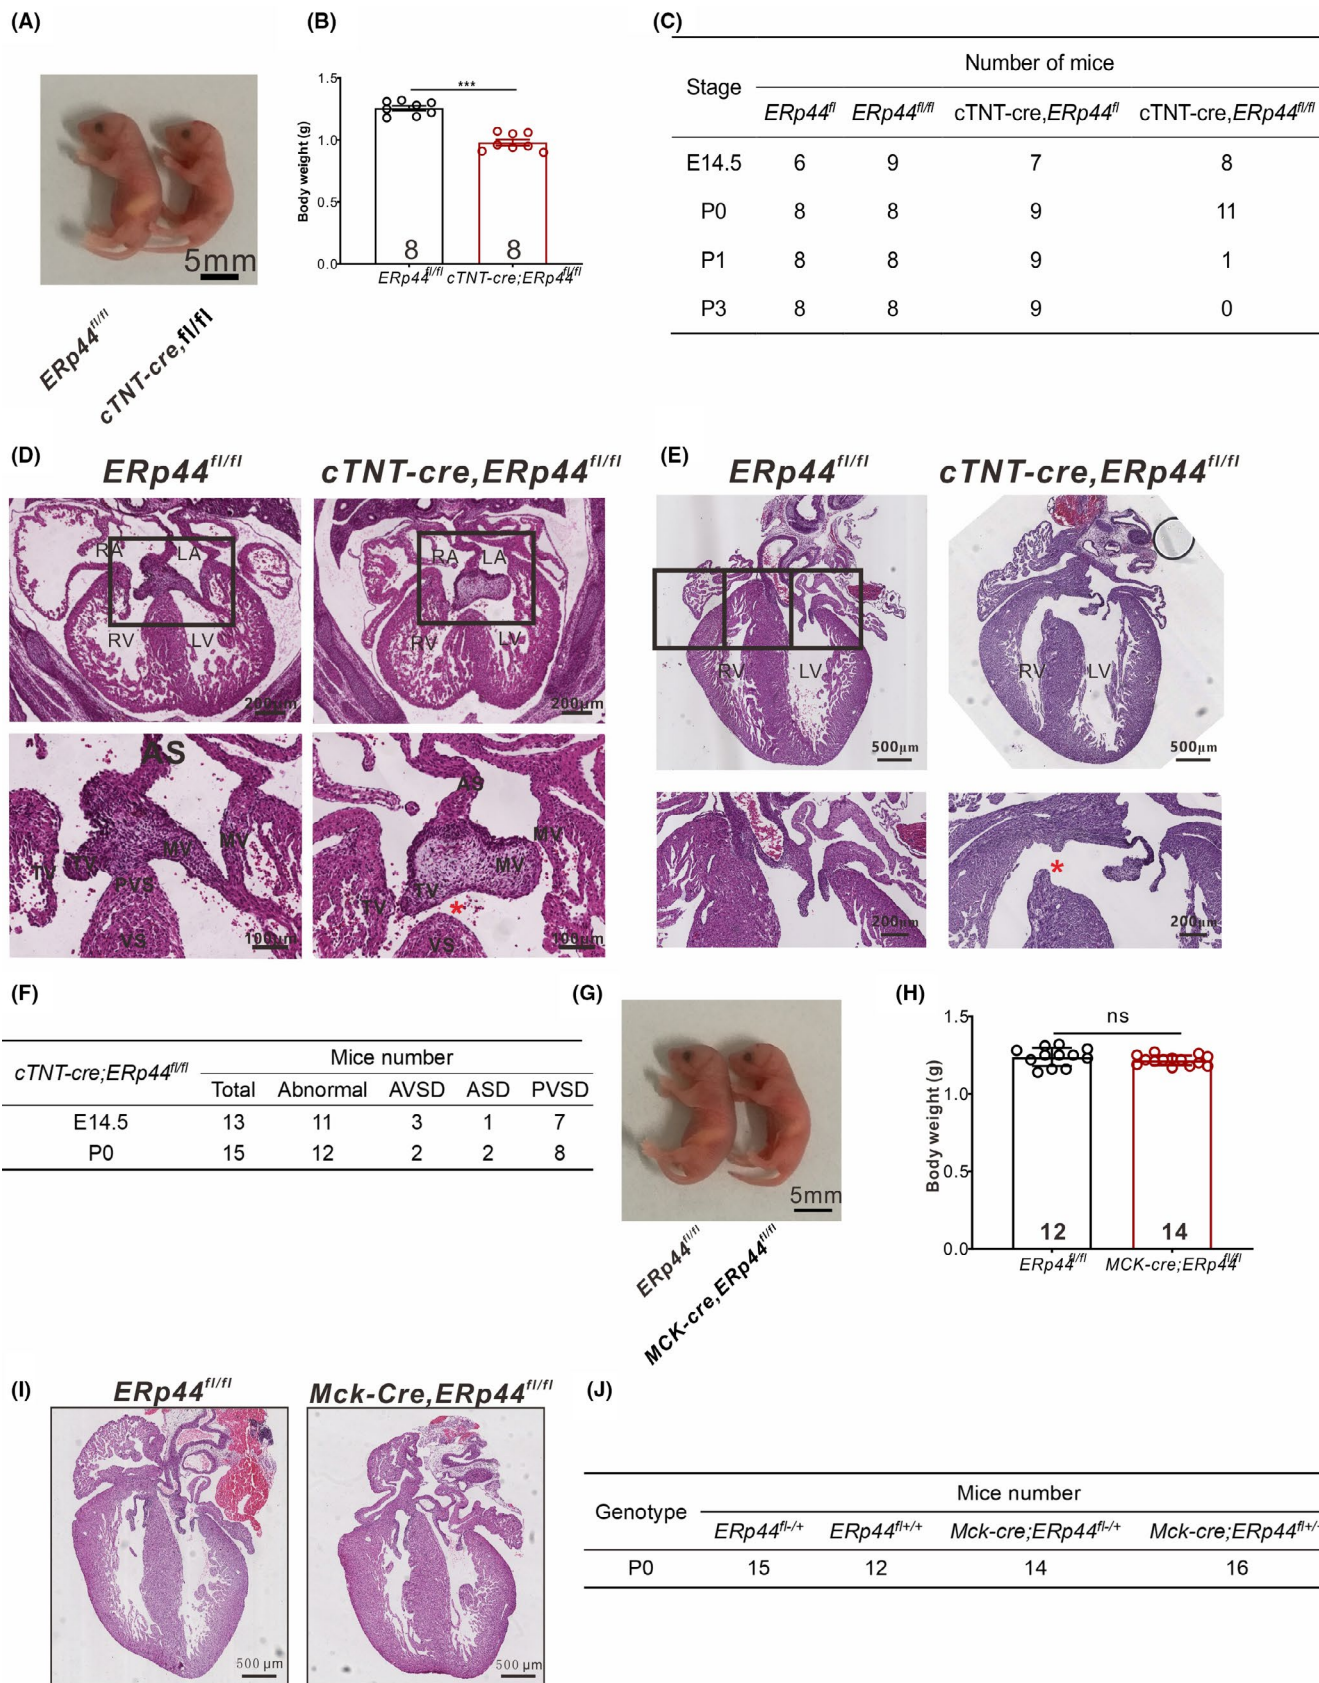 (A)
5mm
ERp44fl/fl
cTNT-cre,fl/fl
(B)
Body weight (g)
1.5
1.0
0.5
0.0
***
8
8
ERp44fl/fl
cTNT-cre;ERp44fl/fl
(C)
Stage
Number of mice
ERp44fl ERp44fl/fl cTNT-cre,ERp44fl cTNT-cre,ERp44fl/fl
E14.5 6 9 7 8
P0 8 8 9 11
P1 8 8 9 1
P3 8 8 9 0
(D)
ERp44fl/fl
cTNT-cre,ERp44fl/fl
RA LA
RV LV
200μm
RA LA
RV LV
200μm
AS
TV TV MV MV
PVS
VS
100μm
AS
MV
MV
TV
TV
*
VS
100μm
(E)
ERp44fl/fl
cTNT-cre,ERp44fl/fl
RV LV
500μm
RV LV
500μm
200μm
*
200μm
(F)
cTNT-cre;ERp44fl/fl
Mice number
Total Abnormal AVSD ASD PVSD
E14.5 13 11 3 1 7
P0 15 12 2 2 8
(G)
5mm
ERp44fl/fl
MCK-cre,ERp44fl/fl
(H)
Body weight (g)
1.5
1.0
0.5
0.0
ns
12
14
ERp44fl/fl
MCK-cre;ERp44fl/fl
(I)
ERp44fl/fl
Mck-Cre,ERp44fl/fl
500 μm
500 μm
(J)
Genotype
Mice number
ERp44fl-/+ ERp44fl+/+ Mck-cre;ERp44fl-/+ Mck-cre;ERp44fl+/+
P0 15 12 14 16